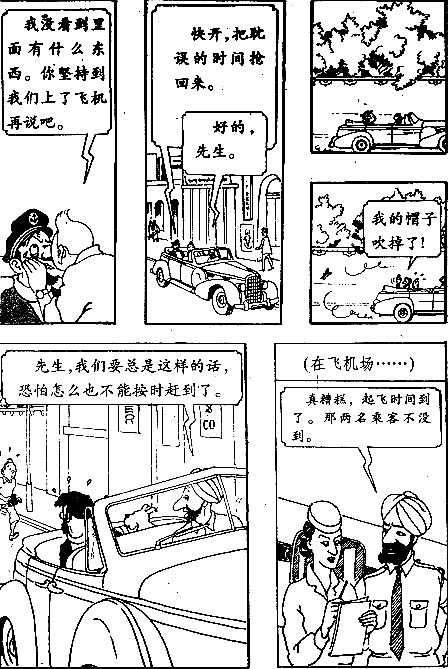 我没看到里
面有什么东
西。你坚持到
我们上了飞机
再说吧。
快开,把耽
误的时间抢
回来。
好的,
先生。
我的帽子
吹掉了!
先生,我们要总是这样的话,
恐怕怎么也不能按时赶到了。
CO
(在飞机场……)
真糟糕,起飞时间到
了。那两名乘客不没
到。